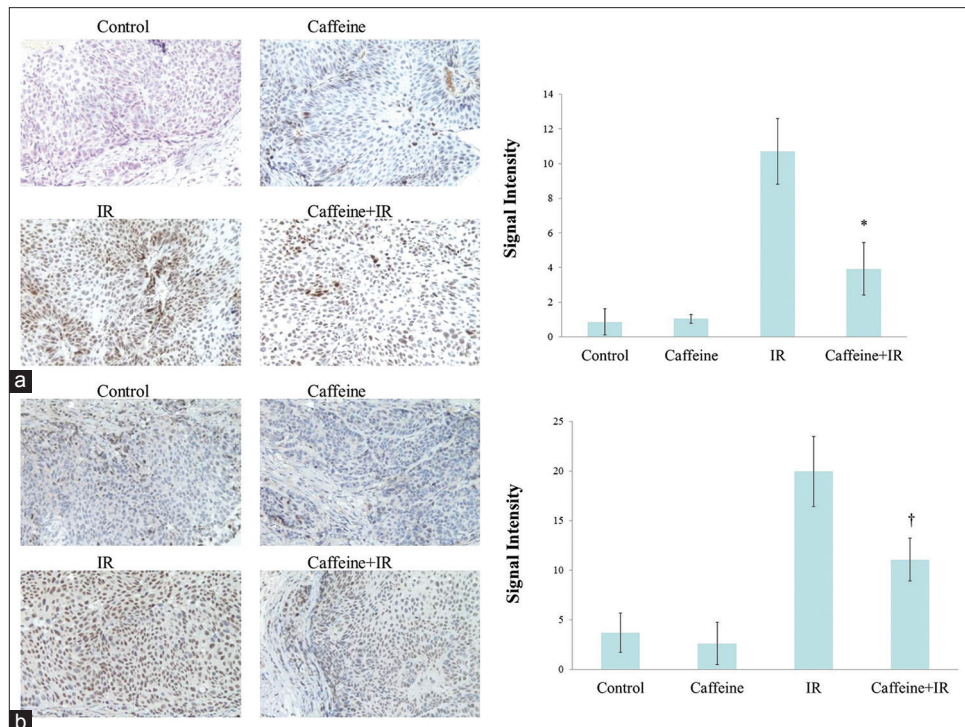 Control Caffeine
IR Caffeine+IR
a
Signal Intensity
14
12
10
8
6
4
2
0
*
Control Caffeine IR Caffeine+IR
Control Caffeine
IR Caffeine+IR
b
Signal Intensity
25
20
15
10
5
0
†
Control Caffeine IR Caffeine+IR